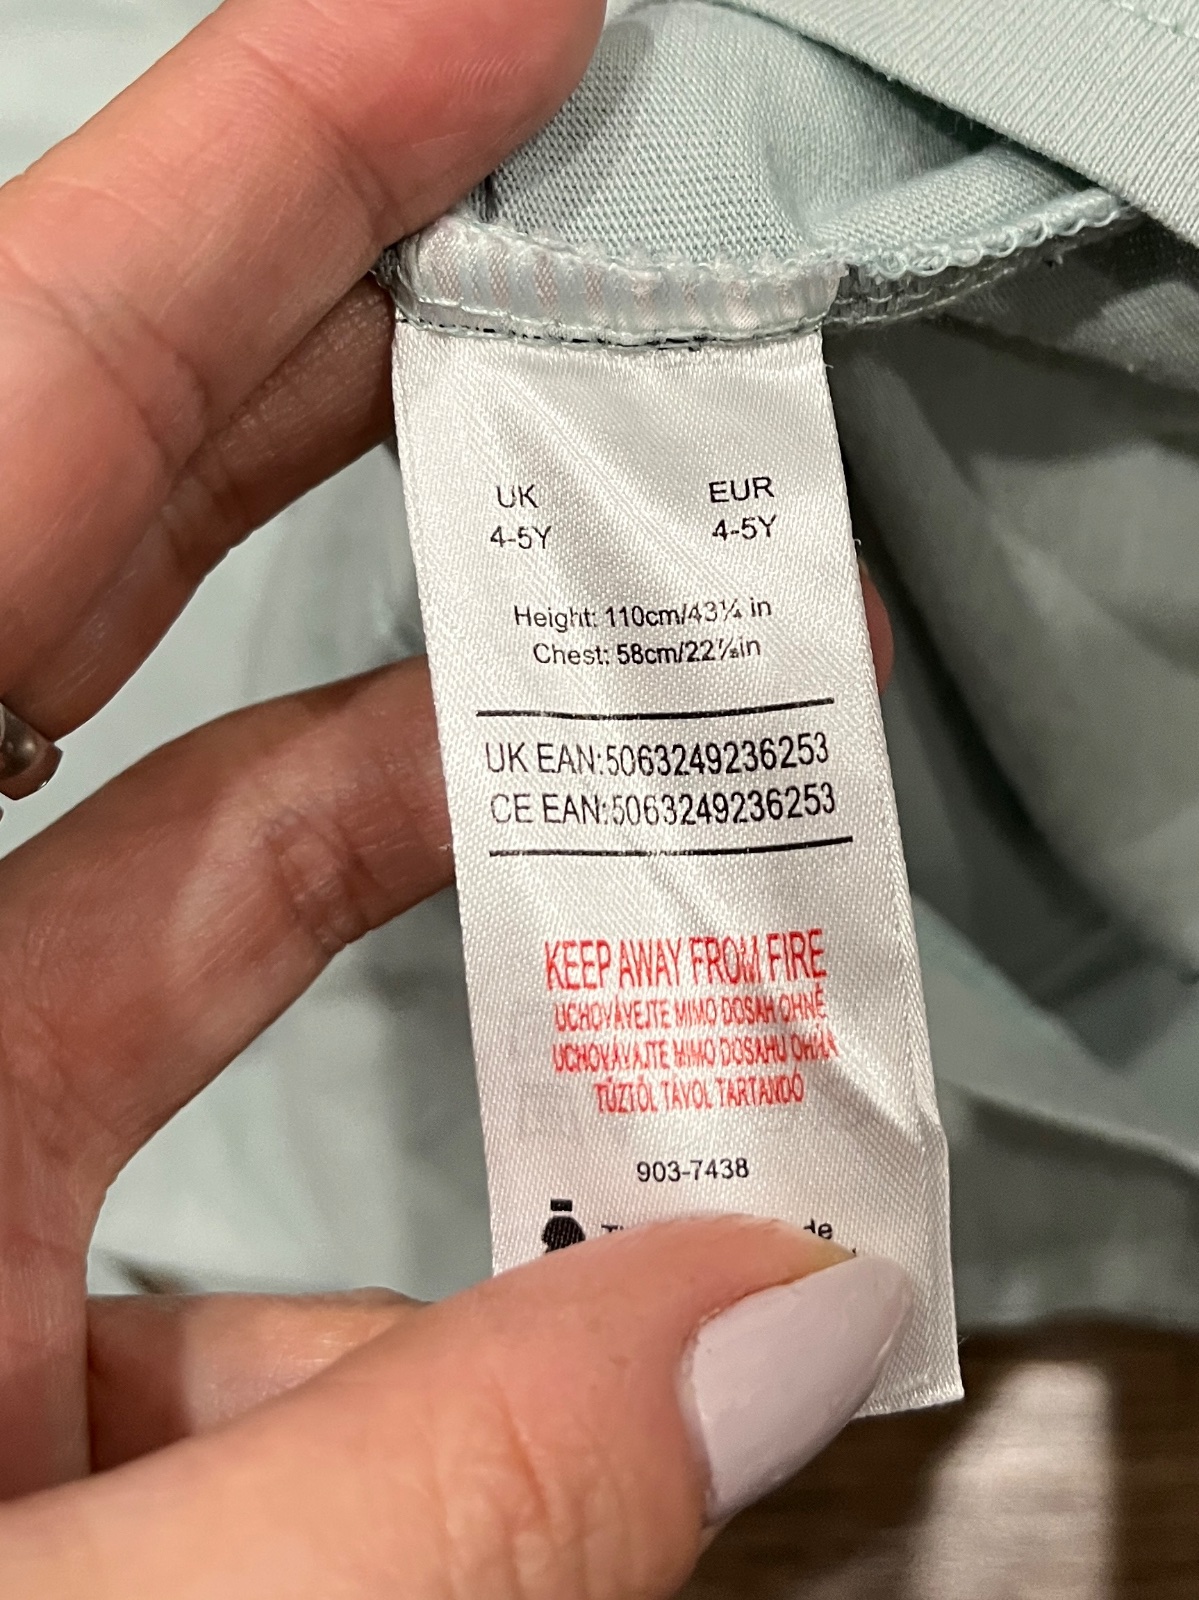 UK EUR
4-5Y 4-5Y
Height: 110cm/43¼ in
Chest: 58cm/22⅞in
UK EAN:5063249236253
CE EAN:5063249236253
KEEP AWAY FROM FIRE
UCHOVÁVEJTE MIMO DOSAH OHNĚ
UCHOVÁVAJTE MIMO DOSAHU OHŇA
TŰZTŐL TÁVOL TARTANDÓ
903-7438